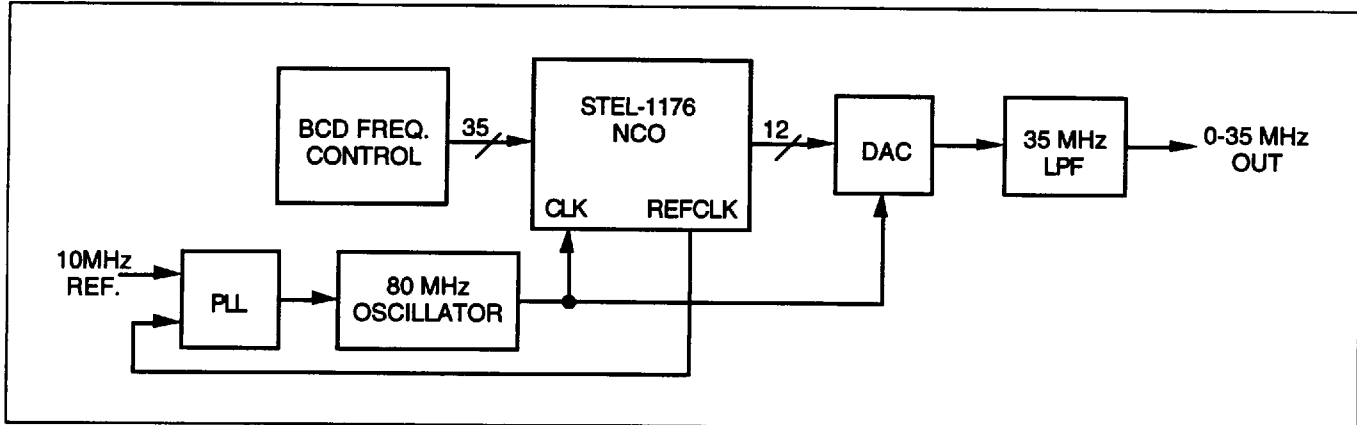 BCD FREQ.
CONTROL
35
STEL-1176
NCO
CLK
REFCLK
12
DAC
35 MHz
LPF
0-35 MHz
OUT
10MHz
REF.
PLL
80 MHz
OSCILLATOR